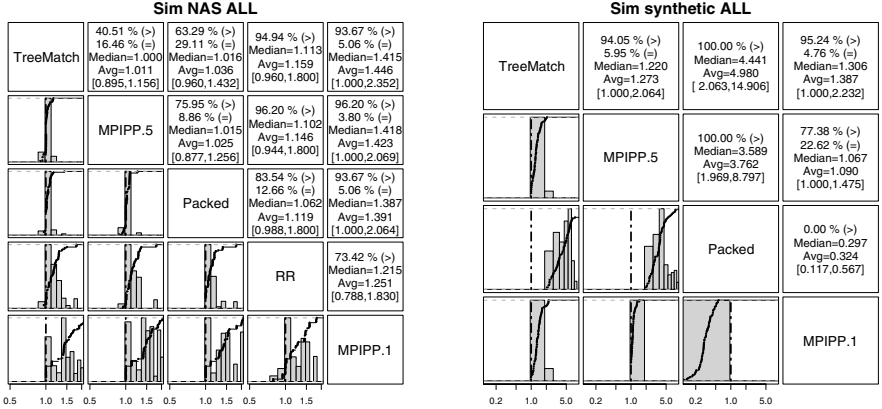 Sim NAS ALL
TreeMatch
40.51 % (>)
16.46 % (=)
Median=1.000
Avg=1.011
[0.895,1.156]
63.29 % (>)
29.11 % (=)
Median=1.016
Avg=1.036
[0.960,1.432]
94.94 % (>)
Median=1.113
Avg=1.159
[0.960,1.800]
93.67 % (>)
5.06 % (=)
Median=1.415
Avg=1.446
[1.000,2.352]
MPIPP.5
75.95 % (>)
8.86 % (=)
Median=1.015
Avg=1.025
[0.877,1.256]
96.20 % (>)
Median=1.102
Avg=1.146
[0.944,1.800]
96.20 % (>)
3.80 % (=)
Median=1.418
Avg=1.423
[1.000,2.069]
Packed
83.54 % (>)
12.66 % (=)
Median=1.062
Avg=1.119
[0.988,1.800]
93.67 % (>)
5.06 % (=)
Median=1.387
Avg=1.391
[1.000,2.064]
RR
73.42 % (>)
Median=1.215
Avg=1.251
[0.788,1.830]
MPIPP.1
0.5 1.0 1.5 0.5 1.0 1.5 0.5 1.0 1.5 0.5 1.0 1.5
Sim synthetic ALL
TreeMatch
94.05 % (>)
5.95 % (=)
Median=1.220
Avg=1.273
[1.000,2.064]
100.00 % (>)
Median=4.441
Avg=4.980
[ 2.063,14.906]
95.24 % (>)
4.76 % (=)
Median=1.306
Avg=1.387
[1.000,2.232]
MPIPP.5
100.00 % (>)
Median=3.589
Avg=3.762
[1.969,8.797]
77.38 % (>)
22.62 % (=)
Median=1.067
Avg=1.090
[1.000,1.475]
Packed
0.00 % (>)
Median=0.297
Avg=0.324
[0.117,0.567]
MPIPP.1
0.2 1.0 5.0 0.2 1.0 5.0 0.2 1.0 5.0